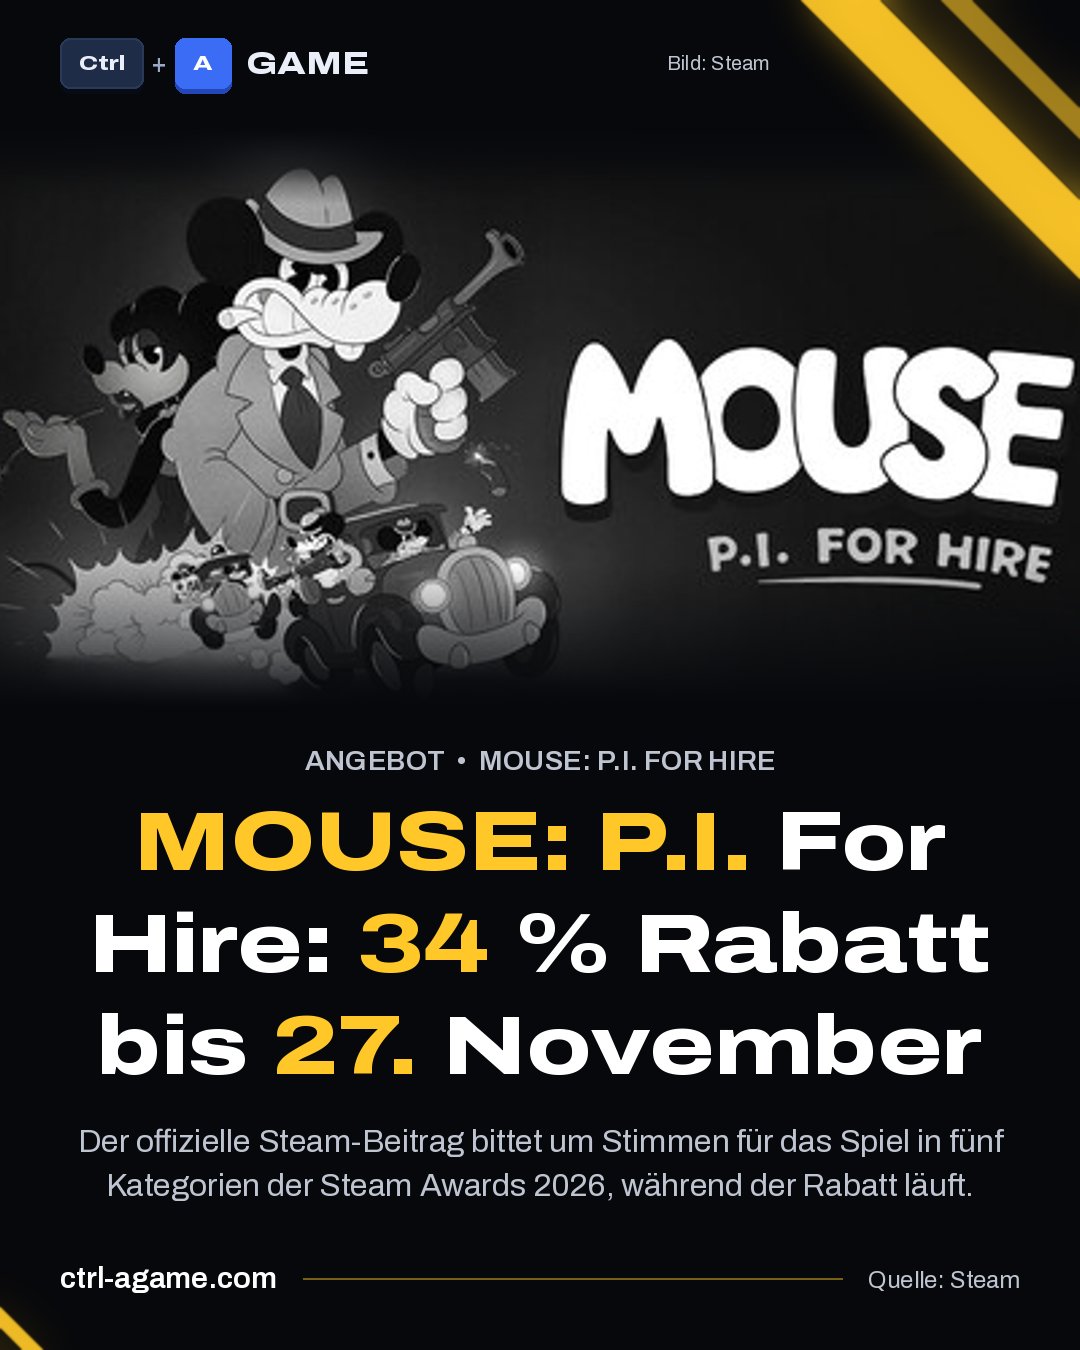 Ctrl + A GAME
Bild: Steam
MOUSE
P.I. FOR HIRE
ANGEBOT • MOUSE: P.I. FOR HIRE
MOUSE: P.I. For
Hire: 34 % Rabatt
bis 27. November
Der offizielle Steam-Beitrag bittet um Stimmen für das Spiel in fünf
Kategorien der Steam Awards 2026, während der Rabatt läuft.
ctrl-agame.com
Quelle: Steam